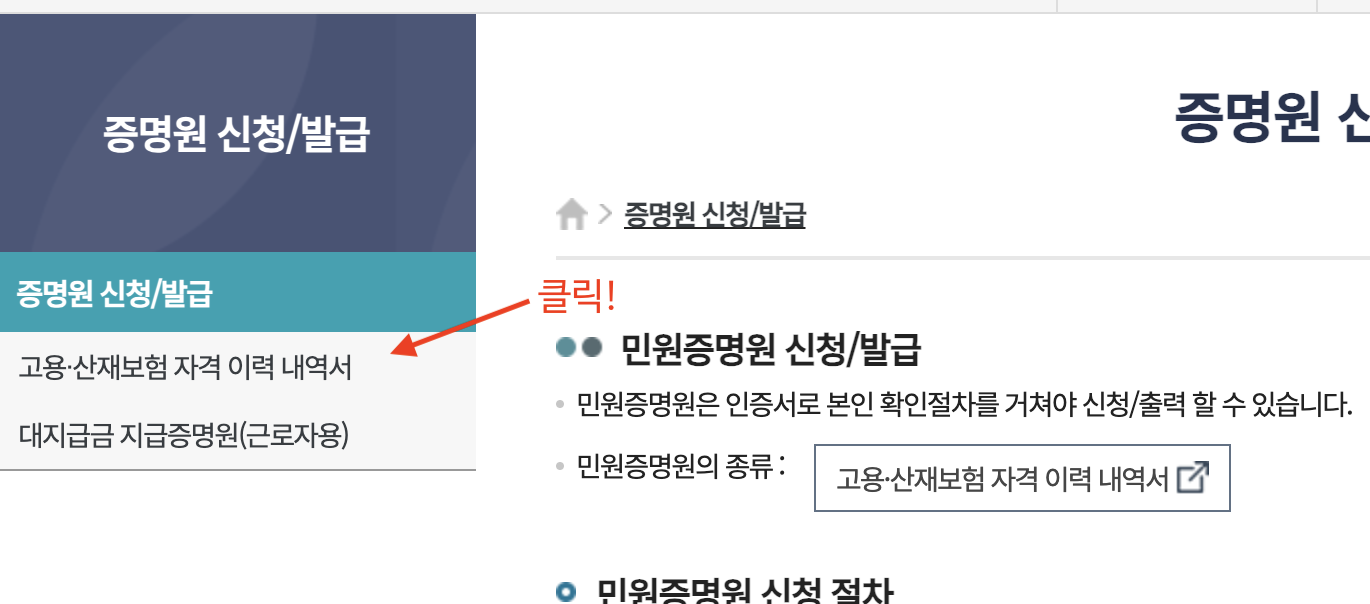 증명원 신청/발급
증명원 신청/발급
고용·산재보험 자격 이력 내역서
대지급금 지급증명원(근로자용)
증명원
증명원 신청/발급
클릭!
민원증명원 신청/발급
민원증명원은 인증서로 본인 확인절차를 거쳐야 신청/출력 할 수 있습니다.
민원증명원의 종류 :
고용·산재보험 자격 이력 내역서
민원증명원 신청 절차